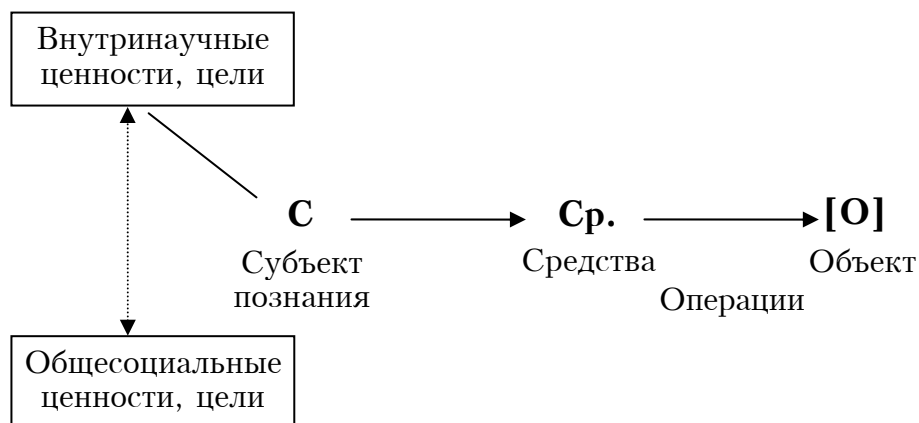 Внутринаучные
ценности, цели
С
Ср.
[О]
Субъект
познания
Средства
Объект
Операции
Общесоциальные
ценности, цели